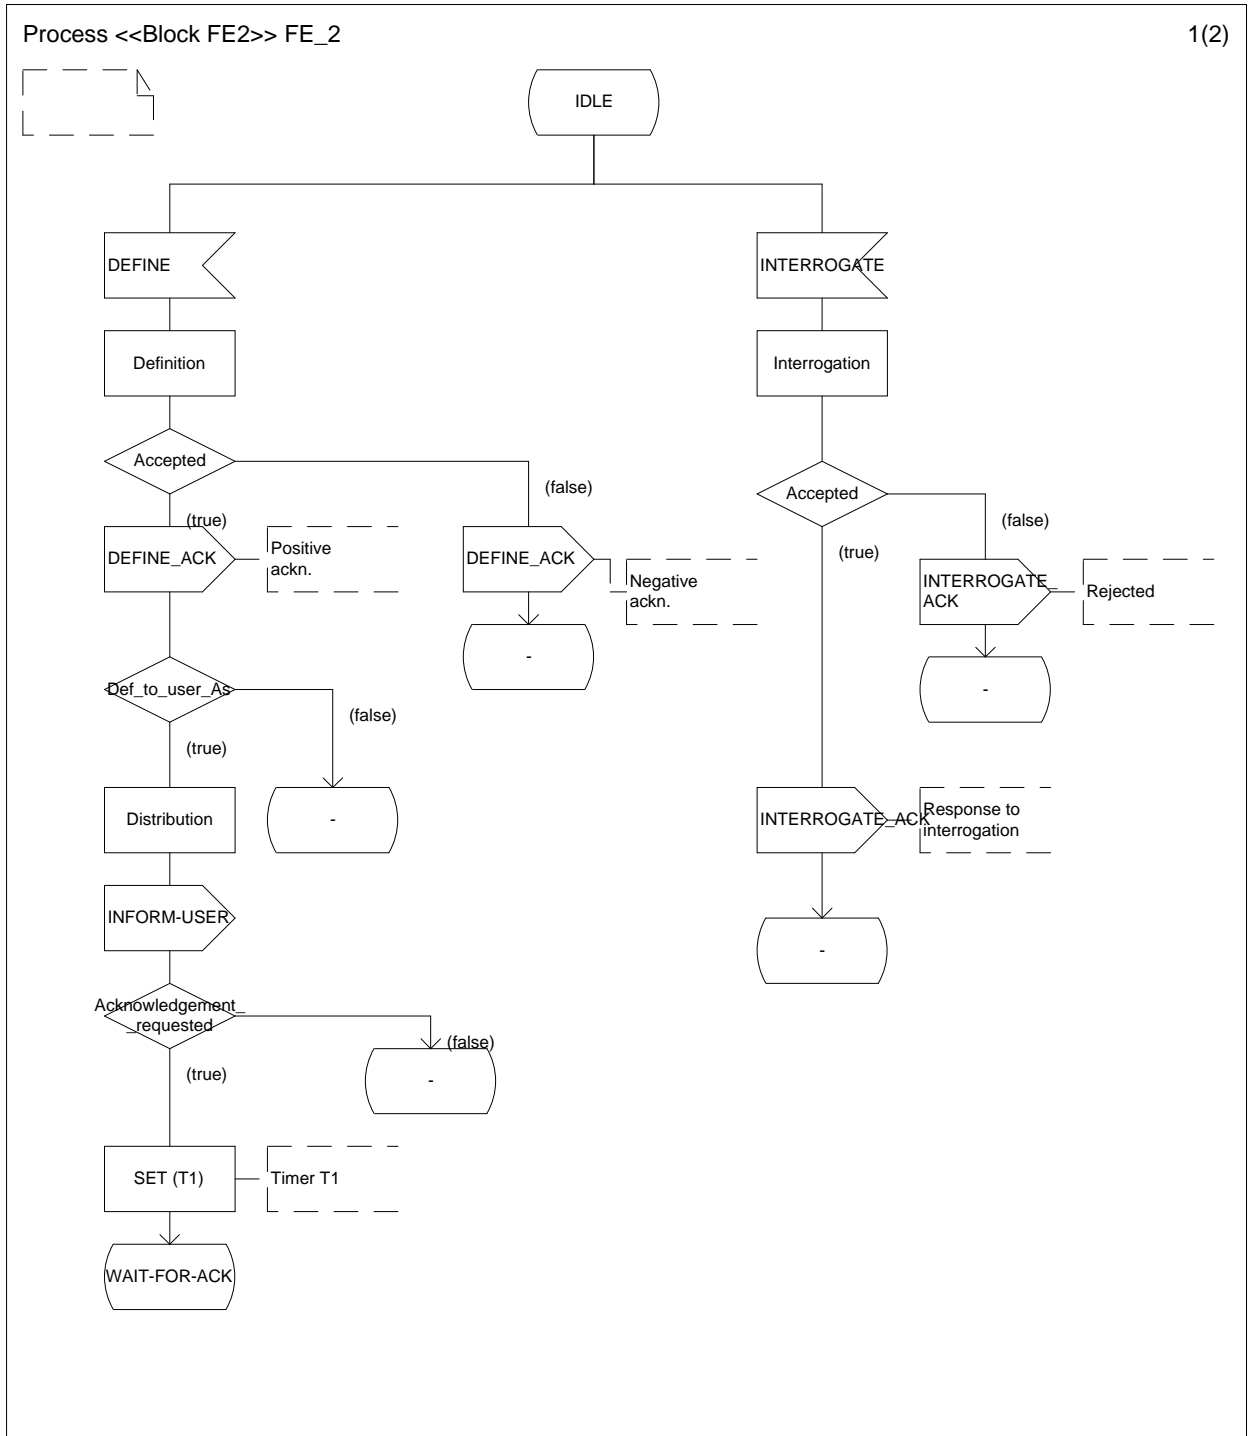 Process <<Block FE2>> FE_2
1(2)
IDLE
DEFINE
INTERROGATE
Definition
Interrogation
Accepted
(false)
Accepted
(true)
(false)
(true)
DEFINE_ACK
Positive
ackn.
DEFINE_ACK
Negative
ackn.
INTERROGATE_
ACK
Rejected
-
-
Def_to_user_As
(false)
(true)
Distribution
-
INTERROGATE_ACK
Response to
interrogation
INFORM-USER
-
Acknowledgement_
_requested
(false)
(true)
-
SET (T1)
Timer T1
WAIT-FOR-ACK